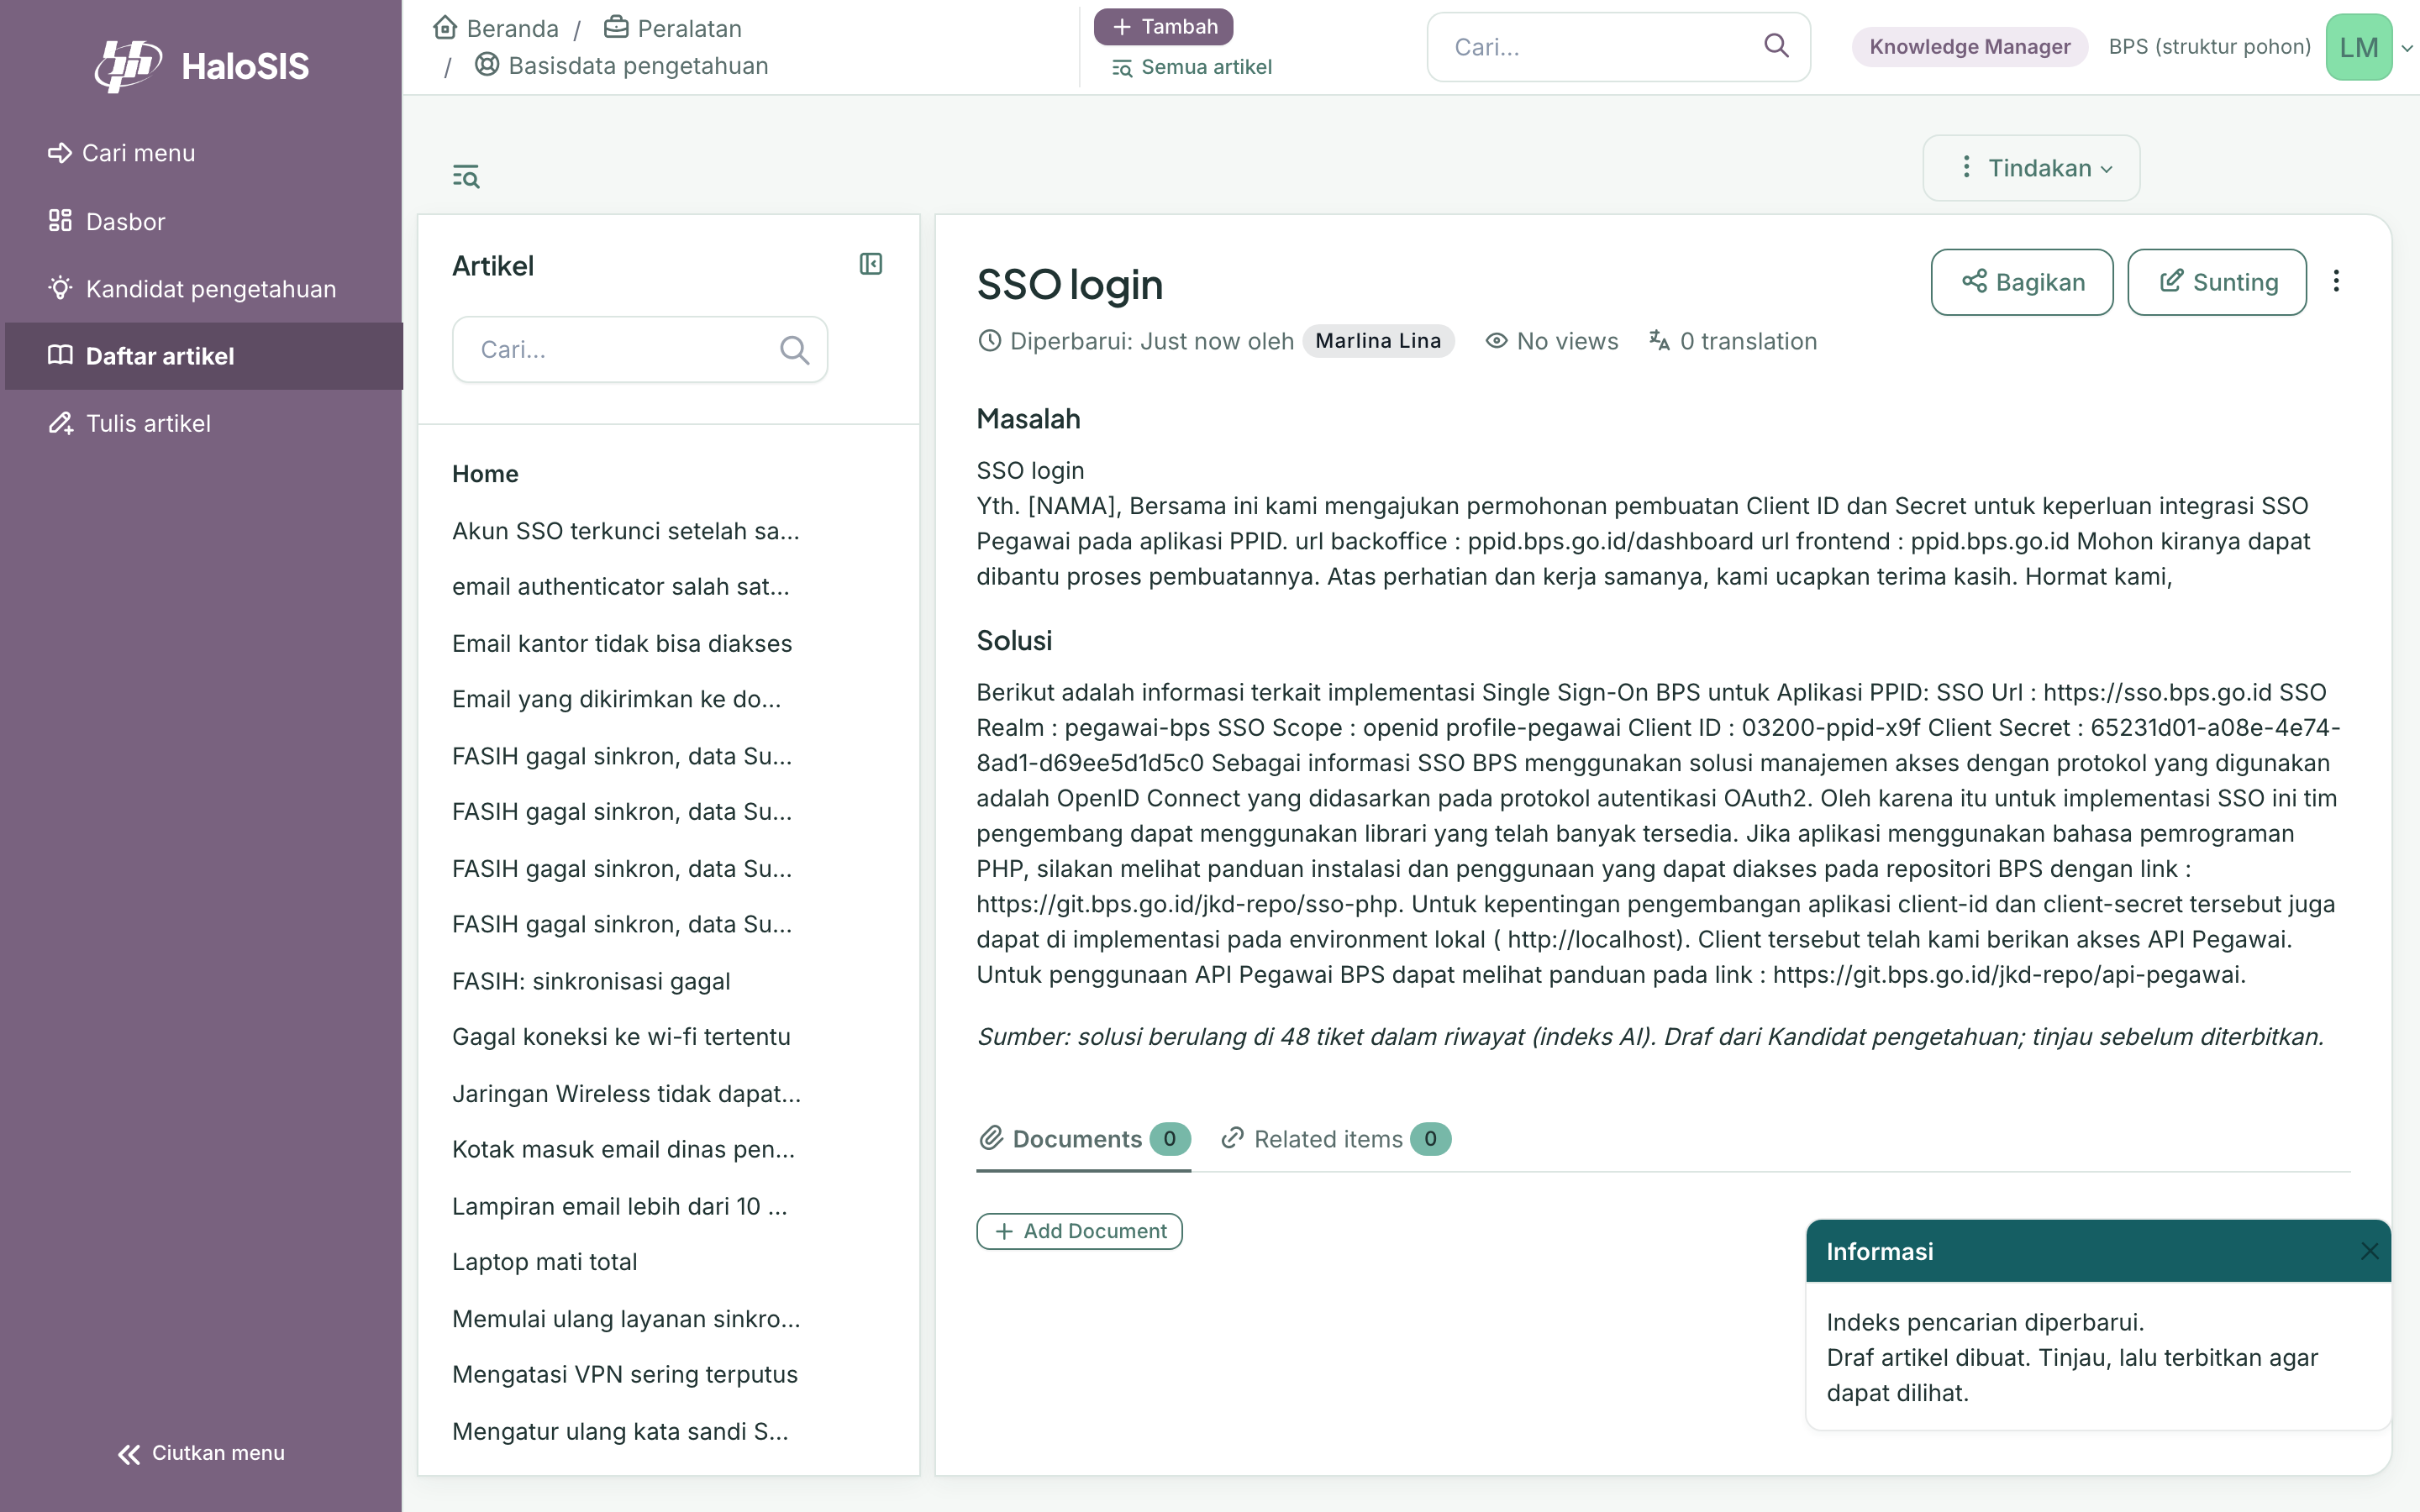 HaloSIS
Cari menu
Dasbor
Kandidat pengetahuan
Daftar artikel
Tulis artikel
Ciutkan menu
Beranda / Peralatan
/ Basisdata pengetahuan
+ Tambah
Semua artikel
Cari...
Knowledge Manager
BPS (struktur pohon)
LM
Tindakan
Artikel
Cari...
Home
Akun SSO terkunci setelah sa...
email authenticator salah sat...
Email kantor tidak bisa diakses
Email yang dikirimkan ke do...
FASIH gagal sinkron, data Su...
FASIH gagal sinkron, data Su...
FASIH gagal sinkron, data Su...
FASIH gagal sinkron, data Su...
FASIH: sinkronisasi gagal
Gagal koneksi ke wi-fi tertentu
Jaringan Wireless tidak dapat...
Kotak masuk email dinas pen...
Lampiran email lebih dari 10 ...
Laptop mati total
Memulai ulang layanan sinkro...
Mengatasi VPN sering terputus
Mengatur ulang kata sandi S...
SSO login
Bagikan
Sunting
Diperbarui: Just now oleh Marlina Lina No views 0 translation
Masalah
SSO login
Yth. [NAMA], Bersama ini kami mengajukan permohonan pembuatan Client ID dan Secret untuk keperluan integrasi SSO
Pegawai pada aplikasi PPID. url backoffice : ppid.bps.go.id/dashboard url frontend : ppid.bps.go.id Mohon kiranya dapat
dibantu proses pembuatannya. Atas perhatian dan kerja samanya, kami ucapkan terima kasih. Hormat kami,
Solusi
Berikut adalah informasi terkait implementasi Single Sign-On BPS untuk Aplikasi PPID: SSO Url : https://sso.bps.go.id SSO
Realm : pegawai-bps SSO Scope : openid profile-pegawai Client ID : 03200-ppid-x9f Client Secret : 65231d01-a08e-4e74-
8ad1-d69ee5d1d5c0 Sebagai informasi SSO BPS menggunakan solusi manajemen akses dengan protokol yang digunakan
adalah OpenID Connect yang didasarkan pada protokol autentikasi OAuth2. Oleh karena itu untuk implementasi SSO ini tim
pengembang dapat menggunakan librari yang telah banyak tersedia. Jika aplikasi menggunakan bahasa pemrograman
PHP, silakan melihat panduan instalasi dan penggunaan yang dapat diakses pada repositori BPS dengan link :
https://git.bps.go.id/jkd-repo/sso-php. Untuk kepentingan pengembangan aplikasi client-id dan client-secret tersebut juga
dapat di implementasi pada environment lokal ( http://localhost). Client tersebut telah kami berikan akses API Pegawai.
Untuk penggunaan API Pegawai BPS dapat melihat panduan pada link : https://git.bps.go.id/jkd-repo/api-pegawai.
Sumber: solusi berulang di 48 tiket dalam riwayat (indeks AI). Draf dari Kandidat pengetahuan; tinjau sebelum diterbitkan.
Documents 0 Related items 0
+ Add Document
Informasi
Indeks pencarian diperbarui.
Draf artikel dibuat. Tinjau, lalu terbitkan agar
dapat dilihat.